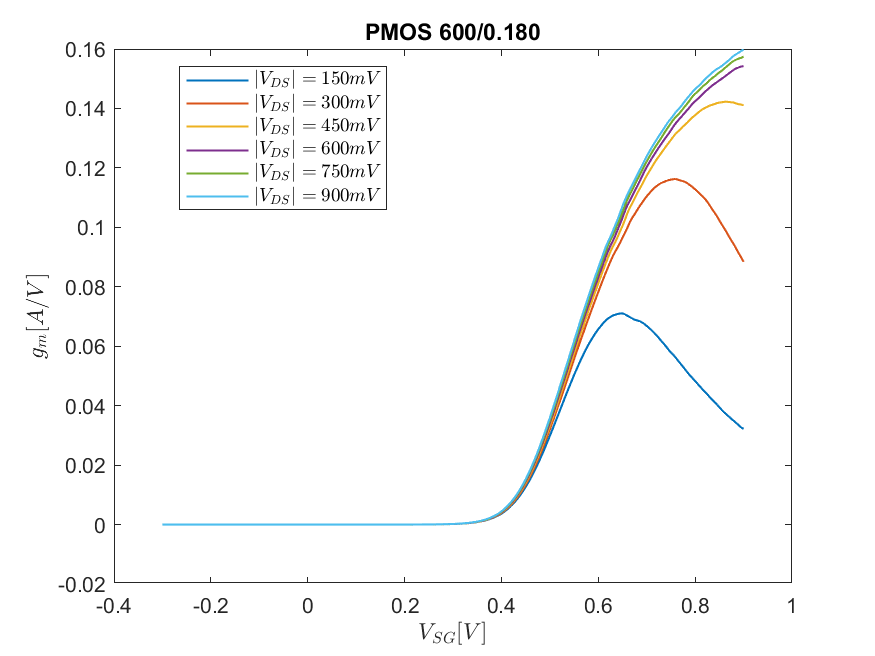 PMOS 600/0.180
0.16
0.14
0.12
0.1
0.08
0.06
0.04
0.02
0
-0.02
g_m[A/V]
|V_DS| = 150mV
|V_DS| = 300mV
|V_DS| = 450mV
|V_DS| = 600mV
|V_DS| = 750mV
|V_DS| = 900mV
-0.4 -0.2 0 0.2 0.4 0.6 0.8 1
V_SG[V]